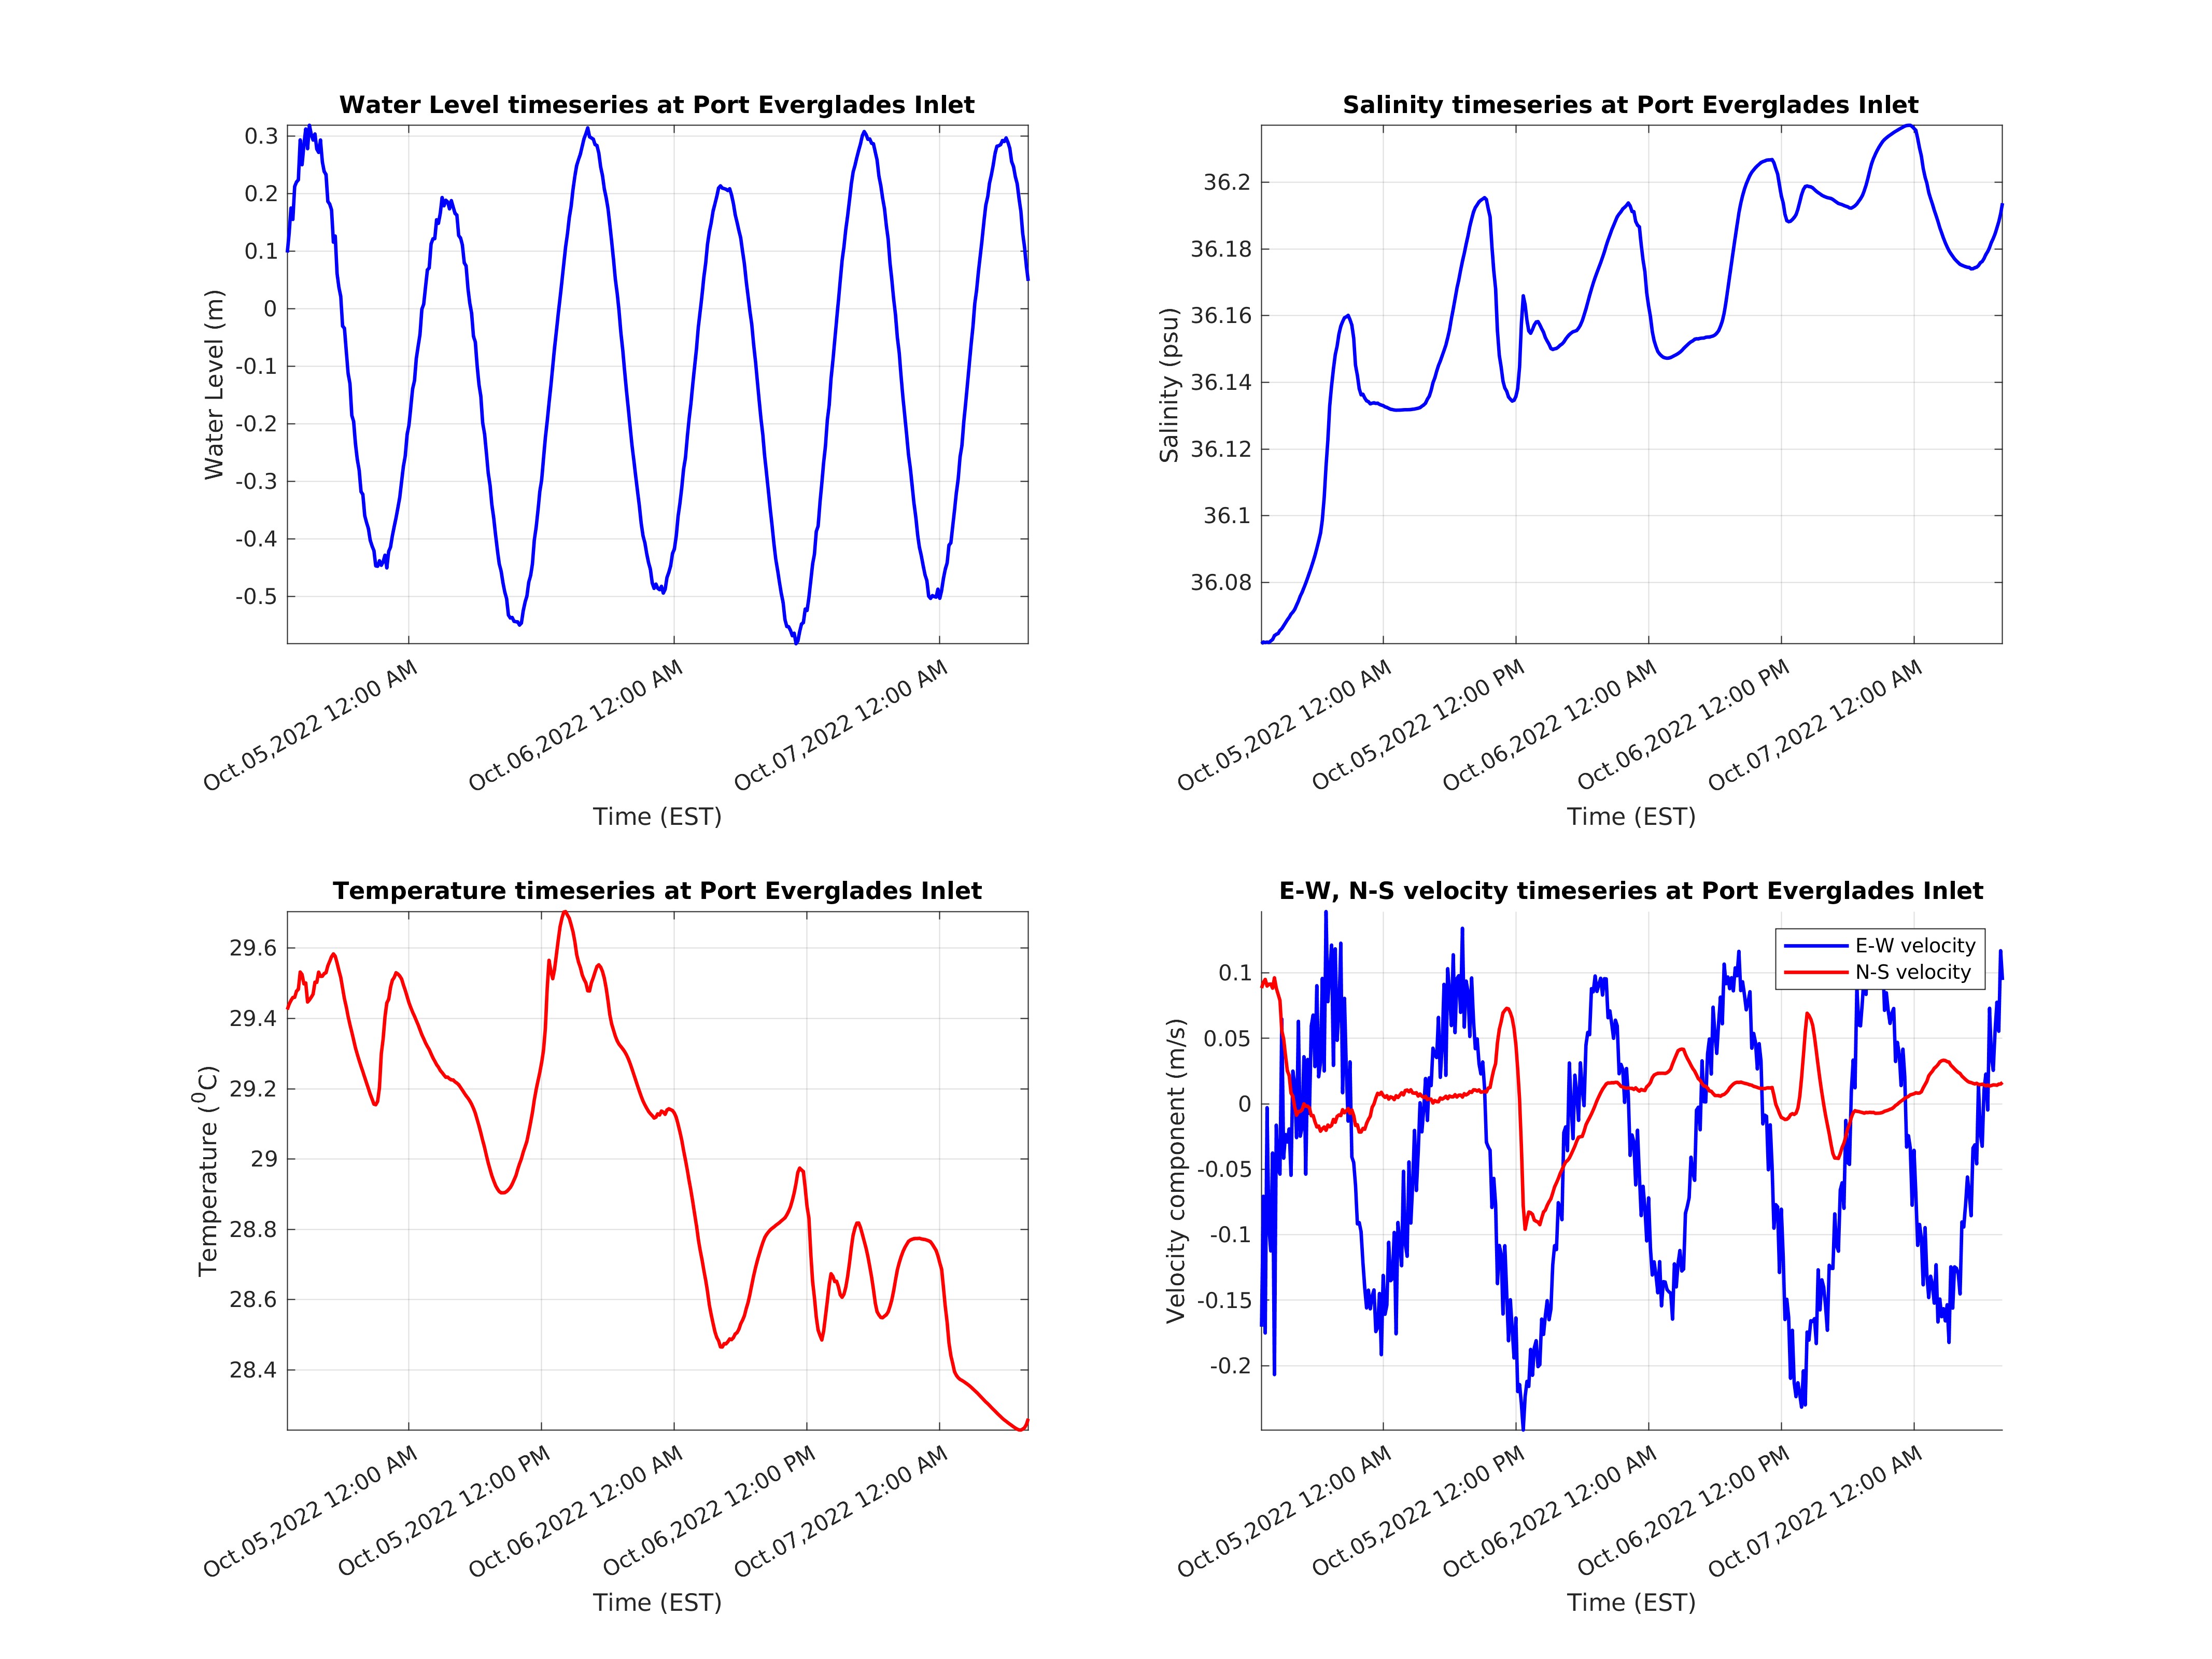 Water Level timeseries at Port Everglades Inlet
0.3
0.2
0.1
0
-0.1
-0.2
-0.3
-0.4
-0.5
Water Level (m)
Oct.05,2022 12:00 AM
Oct.06,2022 12:00 AM
Oct.07,2022 12:00 AM
Time (EST)
Salinity timeseries at Port Everglades Inlet
36.2
36.18
36.16
36.14
36.12
36.1
36.08
Salinity (psu)
Oct.05,2022 12:00 AM
Oct.05,2022 12:00 PM
Oct.06,2022 12:00 AM
Oct.06,2022 12:00 PM
Oct.07,2022 12:00 AM
Time (EST)
Temperature timeseries at Port Everglades Inlet
29.6
29.4
29.2
29
28.8
28.6
28.4
Temperature (⁰C)
Oct.05,2022 12:00 AM
Oct.05,2022 12:00 PM
Oct.06,2022 12:00 AM
Oct.06,2022 12:00 PM
Oct.07,2022 12:00 AM
Time (EST)
E-W, N-S velocity timeseries at Port Everglades Inlet
E-W velocity
N-S velocity
0.1
0.05
0
-0.05
-0.1
-0.15
-0.2
Velocity component (m/s)
Oct.05,2022 12:00 AM
Oct.05,2022 12:00 PM
Oct.06,2022 12:00 AM
Oct.06,2022 12:00 PM
Oct.07,2022 12:00 AM
Time (EST)